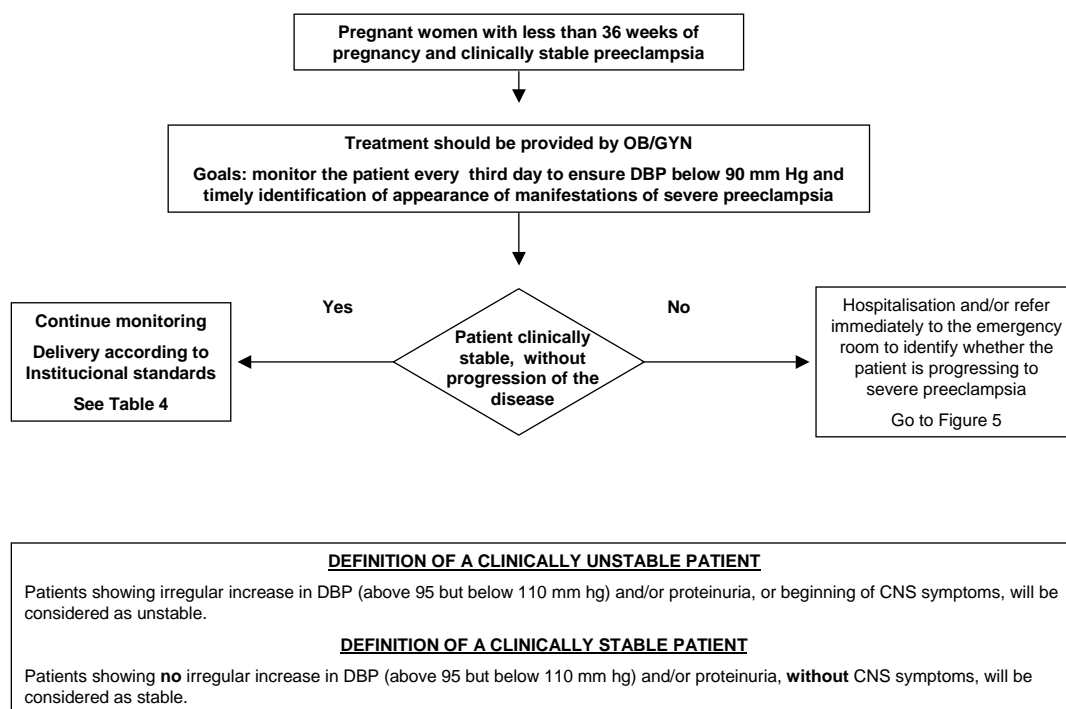 Pregnant women with less than 36 weeks of
pregnancy and clinically stable preeclampsia
Treatment should be provided by OB/GYN
Goals: monitor the patient every third day to ensure DBP below 90 mm Hg and
timely identification of appearance of manifestations of severe preeclampsia
Yes
No
Continue monitoring
Delivery according to
Institucional standards
See Table 4
Patient clinically
stable, without
progression of the
disease
Hospitalisation and/or refer
immediately to the emergency
room to identify whether the
patient is progressing to
severe preeclampsia
Go to Figure 5
DEFINITION OF A CLINICALLY UNSTABLE PATIENT
Patients showing irregular increase in DBP (above 95 but below 110 mm hg) and/or proteinuria, or beginning of CNS symptoms, will be
considered as unstable.
DEFINITION OF A CLINICALLY STABLE PATIENT
Patients showing no irregular increase in DBP (above 95 but below 110 mm hg) and/or proteinuria, without CNS symptoms, will be
considered as stable.